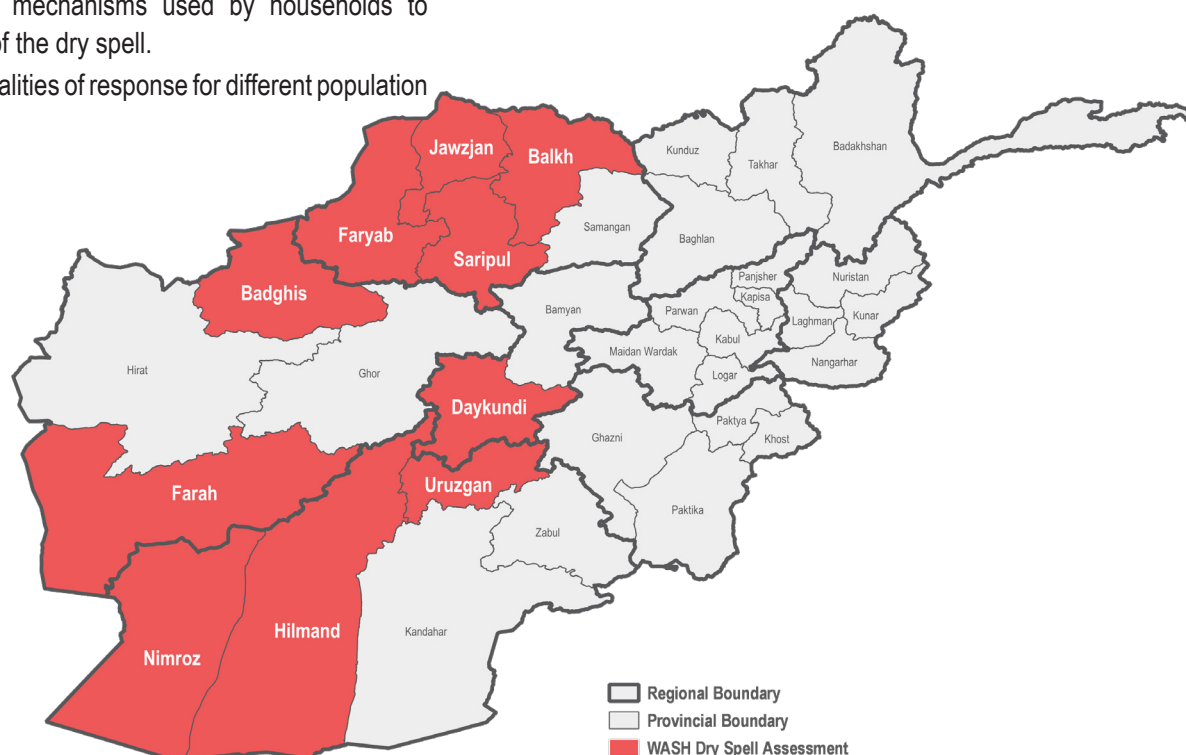 mechanisms used by households to
of the dry spell.
alities of response for different population
Jawzjan
Balkh
Kunduz
Takhar
Badakhshan
Faryab
Saripul
Samangan
Baghlan
Badghis
Panjsher
Nuristan
Kapisa
Bamyan
Parwan
Laghman
Kunar
Kabul
Maidan Wardak
Nangarhar
Hirat
Ghor
Logar
Daykundi
Paktya
Khost
Ghazni
Uruzgan
Farah
Paktika
Zabul
Hilmand
Kandahar
Nimroz
Regional Boundary
Provincial Boundary
WASH Dry Spell Assessment